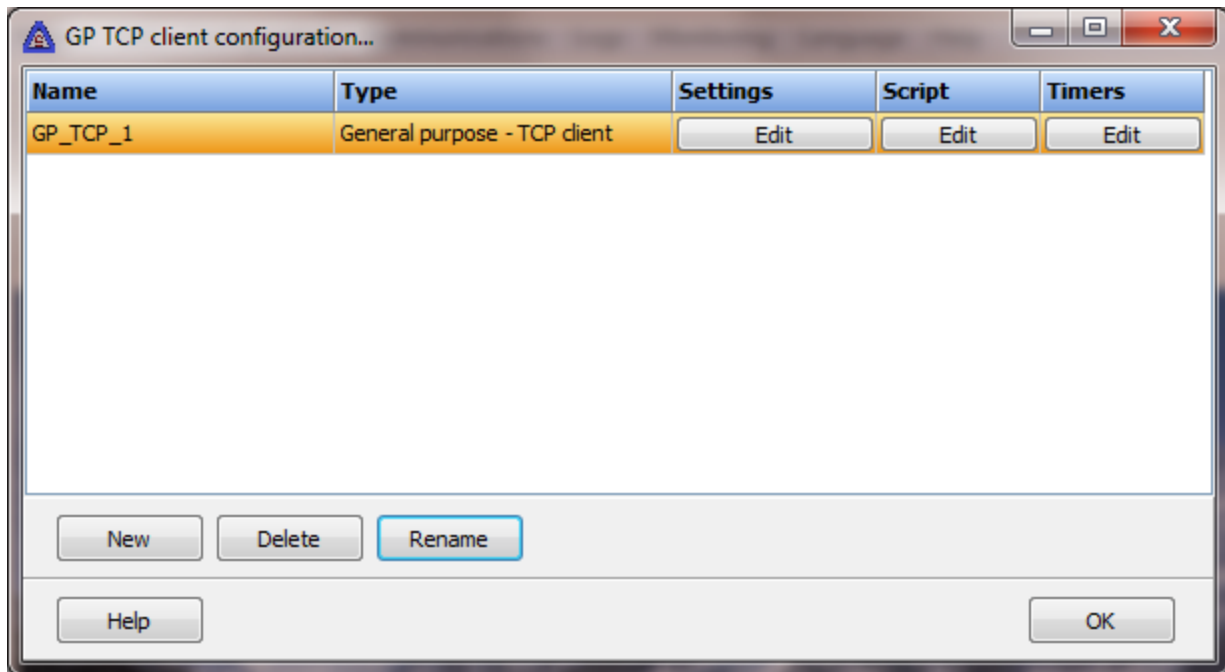 GP TCP client configuration...
Name Type Settings Script Timers
GP_TCP_1 General purpose - TCP client Edit Edit Edit
New Delete Rename
Help OK